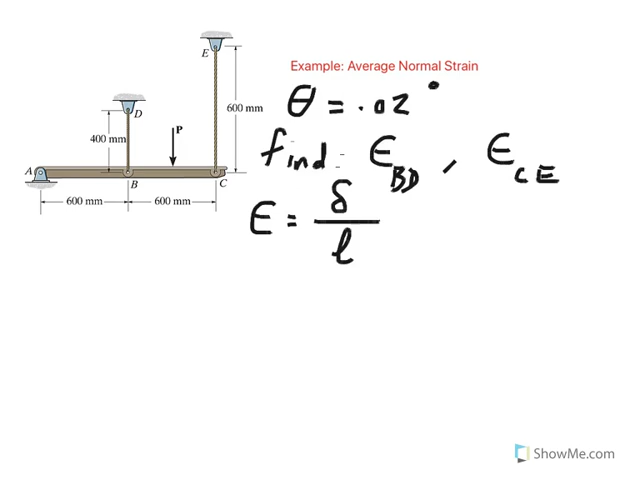 Example: Average Normal Strain
θ = .02°
find: ε_BD , ε_CE
ε = δ / l
E
600 mm
D
400 mm
P
A
B
C
600 mm
600 mm
ShowMe.com